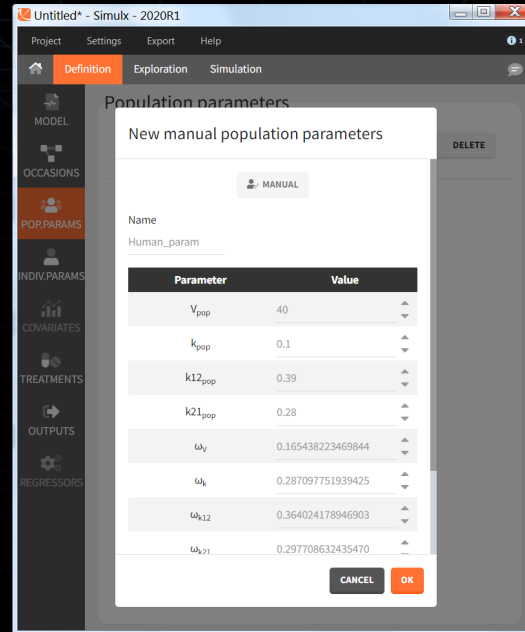 Untitled* - Simulx - 2020R1
Project Settings Export Help
1
Definition Exploration Simulation
Population parameters
MODEL
OCCASIONS
POP.PARAMS
INDIV.PARAMS
COVARIATES
TREATMENTS
OUTPUTS
REGRESSORS
DELETE
New manual population parameters
MANUAL
Name
Human_param
Parameter Value
Vpop 40
kpop 0.1
k12pop 0.39
k21pop 0.28
ωV 0.165438223469844
ωk 0.287097751939425
ωk12 0.364024178946903
ωk21 0.297708632435470
CANCEL OK